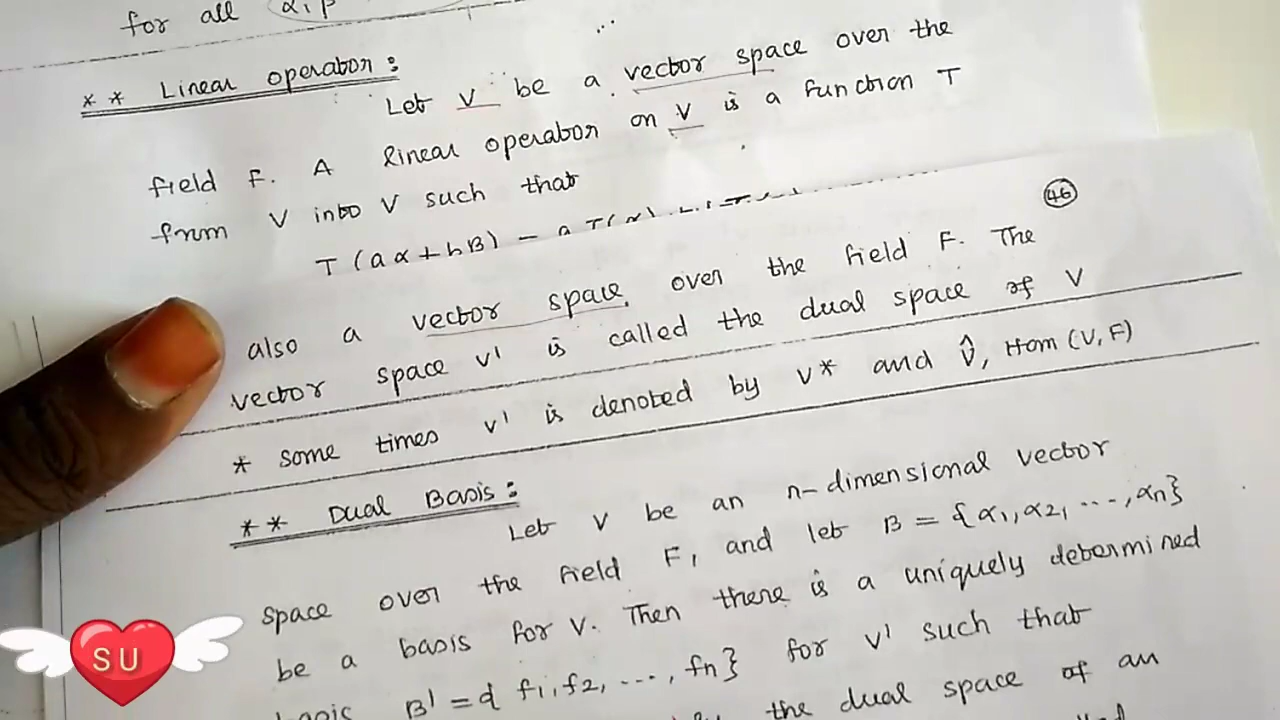 for all α, β
** Linear operator:
Let V be a vector space over the
field F. A linear operator on V is a function T
from V into V such that
T (aα + bβ) = a T(α)
46
also a vector space over the field F. The
vector space V' is called the dual space of V
* some times V' is denoted by V* and V̂, Hom (V, F)
** Dual Basis:
Let V be an n-dimensional vector
space over the field F, and let B = {α1, α2, ..., αn}
be a basis for V. Then there is a uniquely determined
basis B' = { f1, f2, ..., fn} for V' such that
the dual space of an
SU